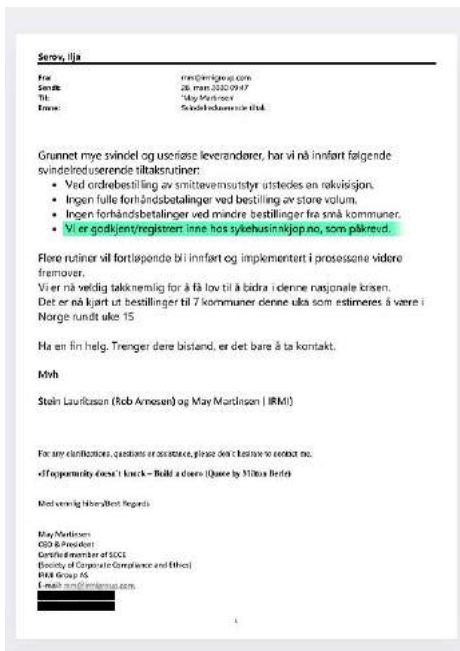 Serov, Ilja
Fra: mm@irmigroup.com
Sendt: 28. mars 2020 09:47
Til: 'May Martinsen'
Emne: Svindelreduserende tiltak
Grunnet mye svindel og useriøse leverandører, har vi nå innført følgende
svindelreduserende tiltaksrutiner:
• Ved ordrebestilling av smittevernsutstyr utstedes en rekvisisjon.
• Ingen fulle forhåndsbetalinger ved bestilling av store volum.
• Ingen forhåndsbetalinger ved mindre bestillinger fra små kommuner.
• Vi er godkjent/registrert inne hos sykehusinnkjop.no, som påkrevd.
Flere rutiner vil fortløpende bli innført og implementert i prosessene videre
fremover.
Vi er nå veldig takknemlig for å få lov til å bidra i denne nasjonale krisen.
Det er nå kjørt ut bestillinger til 7 kommuner denne uka som estimeres å være i
Norge rundt uke 15
Ha en fin helg. Trenger dere bistand, er det bare å ta kontakt.
Mvh
Stein Lauritzsen (Rob Arnesen) og May Martinsen | IRMI)
For any clarifications, questions or assistance, please don't hesitate to contact me.
«If opportunity doesn't knock – Build a door» (Quote by Milton Berle)
Med vennlig hilsen/Best Regards
May Martinsen
CEO & President
Certified member of SCCE
(Society of Corporate Compliance and Ethics)
IRMI Group AS
E-mail: mm@irmigroup.com
1